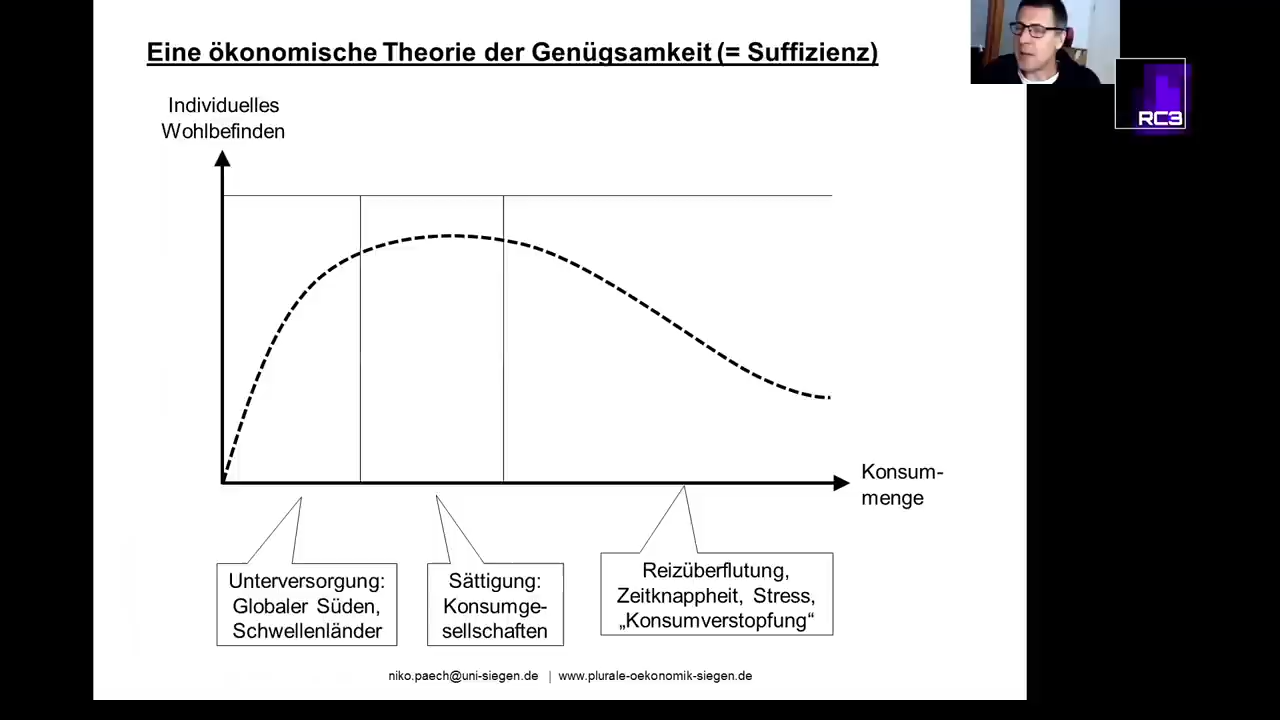 Eine ökonomische Theorie der Genügsamkeit (= Suffizienz)
Individuelles
Wohlbefinden
RC3
Konsum-
menge
Unterversorgung:
Globaler Süden,
Schwellenländer
Sättigung:
Konsumge-
sellschaften
Reizüberflutung,
Zeitknappheit, Stress,
„Konsumverstopfung“
niko.paech@uni-siegen.de | www.plurale-oekonomik-siegen.de